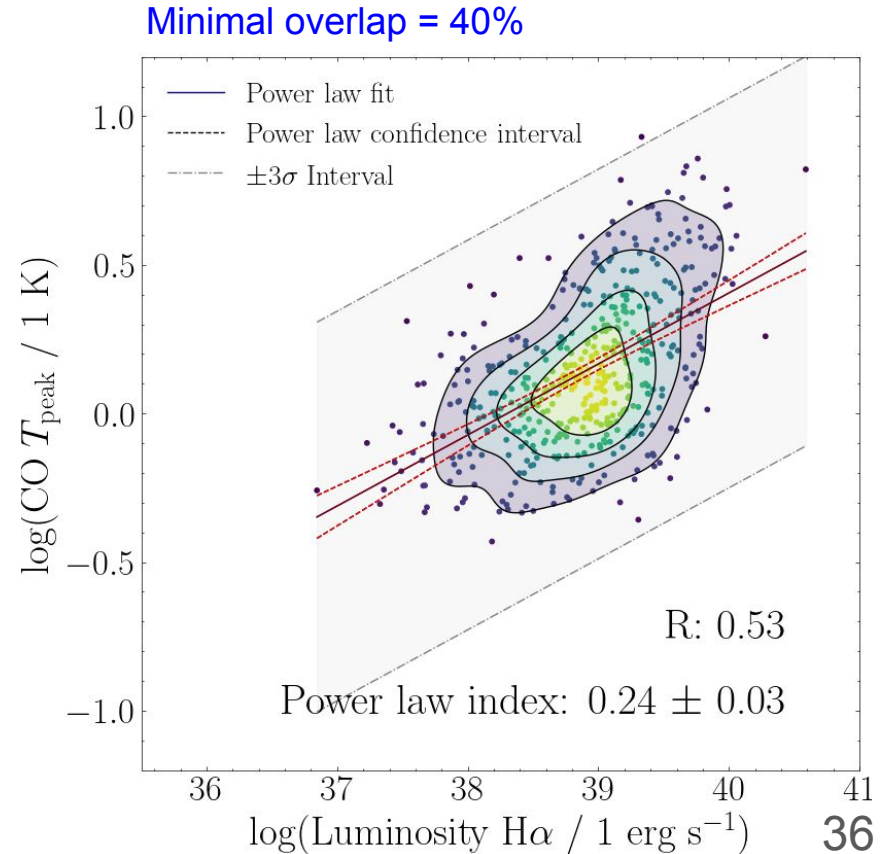 Minimal overlap = 40%
Power law fit
Power law confidence interval
±3σ Interval
1.0
0.5
0.0
−0.5
−1.0
log(CO T_peak / 1 K)
R: 0.53
Power law index: 0.24 ± 0.03
36 37 38 39 40 41
log(Luminosity Hα / 1 erg s⁻¹)
36